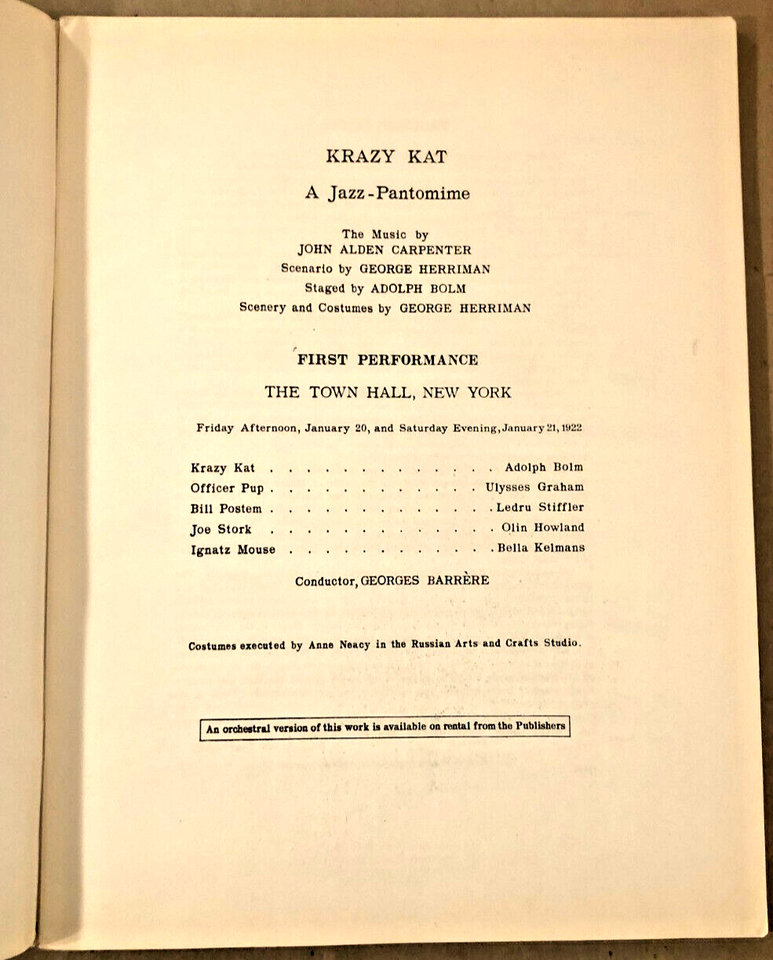 KRAZY KAT
A Jazz-Pantomime
The Music by
JOHN ALDEN CARPENTER
Scenario by GEORGE HERRIMAN
Staged by ADOLPH BOLM
Scenery and Costumes by GEORGE HERRIMAN
FIRST PERFORMANCE
THE TOWN HALL, NEW YORK
Friday Afternoon, January 20, and Saturday Evening, January 21, 1922
Krazy Kat . . . . . . . . . . . . . Adolph Bolm
Officer Pup . . . . . . . . . . . . Ulysses Graham
Bill Postem . . . . . . . . . . . . Ledru Stiffler
Joe Stork . . . . . . . . . . . . . Olin Howland
Ignatz Mouse . . . . . . . . . . . . Bella Kelmans
Conductor, GEORGES BARRÈRE
Costumes executed by Anne Neacy in the Russian Arts and Crafts Studio.
An orchestral version of this work is available on rental from the Publishers